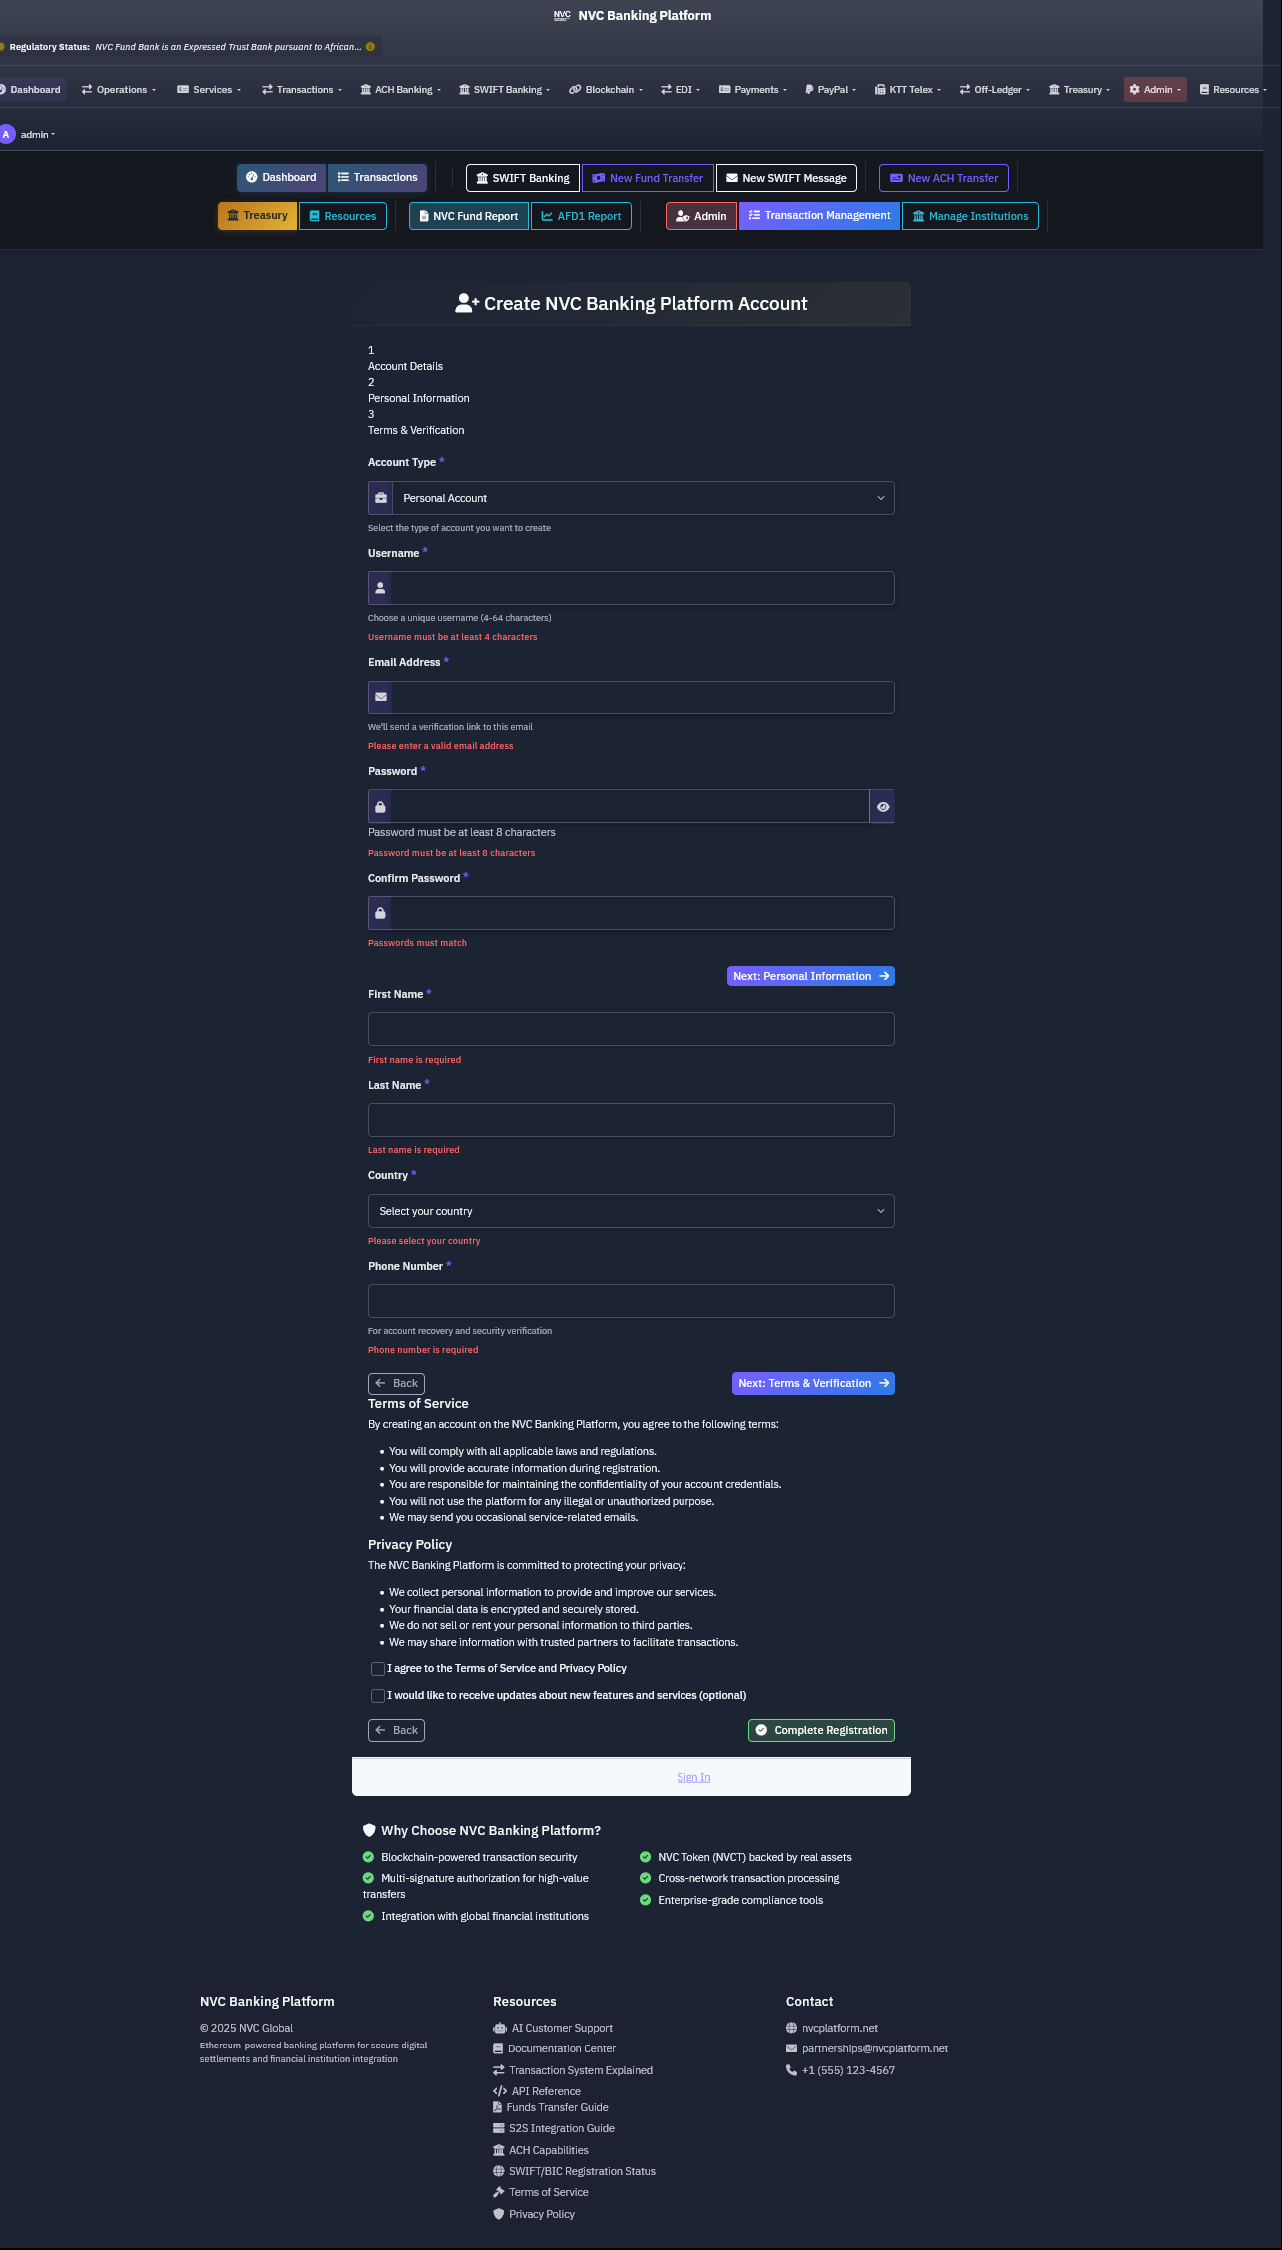 NVC NVC Banking Platform
Regulatory Status: NVC Fund Bank is an Expressed Trust Bank pursuant to African...
Dashboard Operations Services Transactions ACH Banking SWIFT Banking Blockchain EDI Payments PayPal KTT Telex Off-Ledger Treasury Admin Resources
A admin
Dashboard Transactions SWIFT Banking New Fund Transfer New SWIFT Message New ACH Transfer
Treasury Resources NVC Fund Report AFD1 Report Admin Transaction Management Manage Institutions
Create NVC Banking Platform Account
1
Account Details
2
Personal Information
3
Terms & Verification
Account Type *
Personal Account
Select the type of account you want to create
Username *
Choose a unique username (4-64 characters)
Username must be at least 4 characters
Email Address *
We'll send a verification link to this email
Please enter a valid email address
Password *
Password must be at least 8 characters
Password must be at least 8 characters
Confirm Password *
Passwords must match
Next: Personal Information
First Name *
First name is required
Last Name *
Last name is required
Country *
Select your country
Please select your country
Phone Number *
For account recovery and security verification
Phone number is required
Back Next: Terms & Verification
Terms of Service
By creating an account on the NVC Banking Platform, you agree to the following terms:
• You will comply with all applicable laws and regulations.
• You will provide accurate information during registration.
• You are responsible for maintaining the confidentiality of your account credentials.
• You will not use the platform for any illegal or unauthorized purpose.
• We may send you occasional service-related emails.
Privacy Policy
The NVC Banking Platform is committed to protecting your privacy:
• We collect personal information to provide and improve our services.
• Your financial data is encrypted and securely stored.
• We do not sell or rent your personal information to third parties.
• We may share information with trusted partners to facilitate transactions.
I agree to the Terms of Service and Privacy Policy
I would like to receive updates about new features and services (optional)
Back Complete Registration
Sign In
Why Choose NVC Banking Platform?
Blockchain-powered transaction security
Multi-signature authorization for high-value
transfers
Integration with global financial institutions
NVC Token (NVCT) backed by real assets
Cross-network transaction processing
Enterprise-grade compliance tools
NVC Banking Platform
© 2025 NVC Global
Ethereum-powered banking platform for secure digital
settlements and financial institution integration
Resources
AI Customer Support
Documentation Center
Transaction System Explained
API Reference
Funds Transfer Guide
S2S Integration Guide
ACH Capabilities
SWIFT/BIC Registration Status
Terms of Service
Privacy Policy
Contact
nvcplatform.net
partnerships@nvcplatform.net
+1 (555) 123-4567